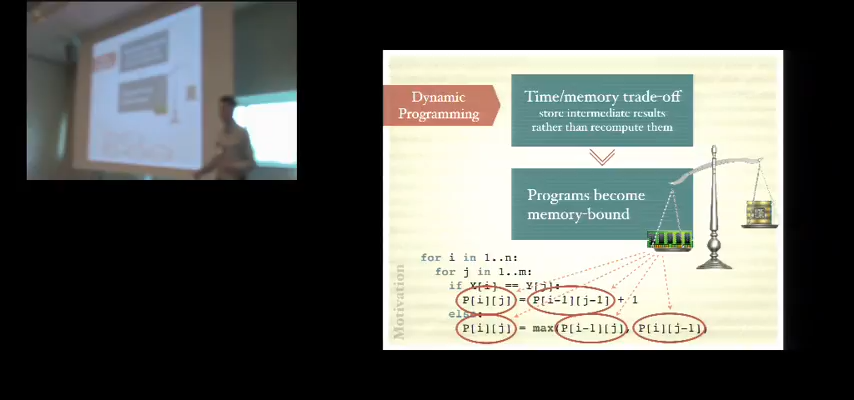 Dynamic
Programming
Time/memory trade-off
store intermediate results
rather than recompute them
Programs become
memory-bound
for i in 1..n:
for j in 1..m:
if X[i] == Y[j]:
P[i][j] = P[i-1][j-1] + 1
else:
P[i][j] = max(P[i-1][j], P[i][j-1])
Motivation